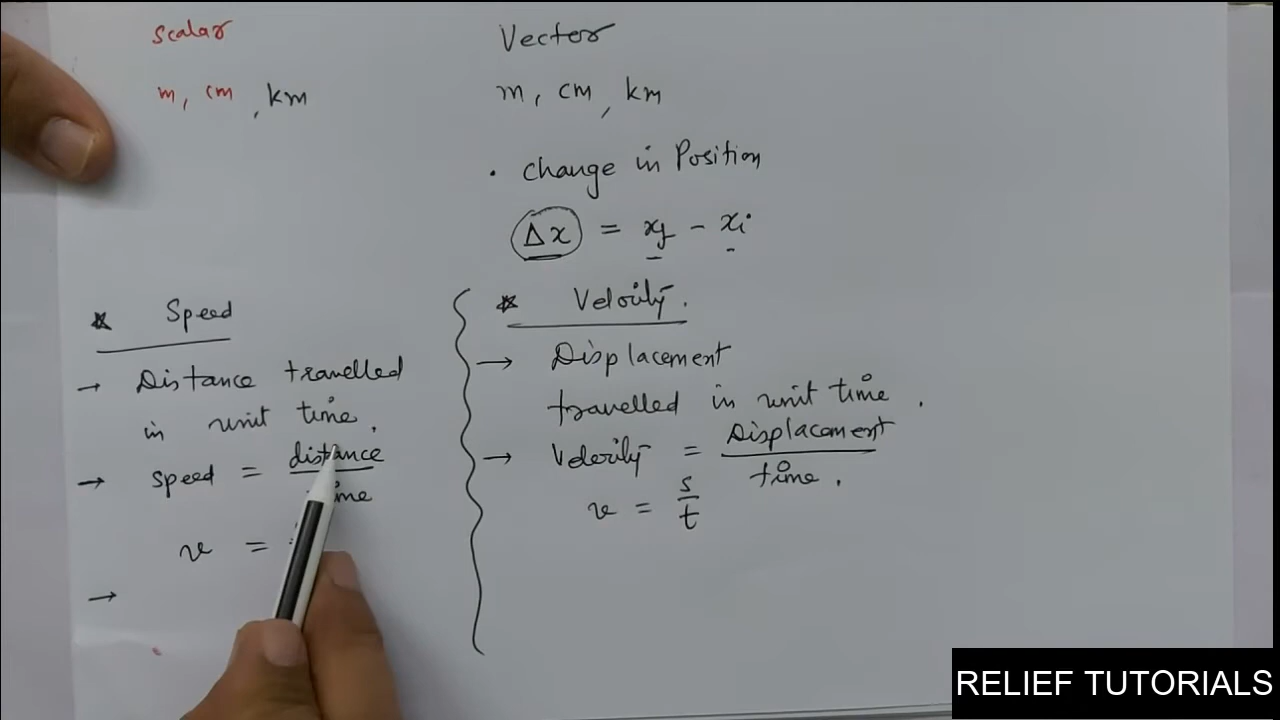 Scalar
m, cm, km
Vector
m, cm, km
• Change in Position
Δx = xf - xi
* Speed
→ Distance travelled
in unit time.
→ Speed = distance
time
v =
→
* Velocity.
→ Displacement
travelled in unit time.
→ Velocity = Displacement
time.
v = s
t
RELIEF TUTORIALS